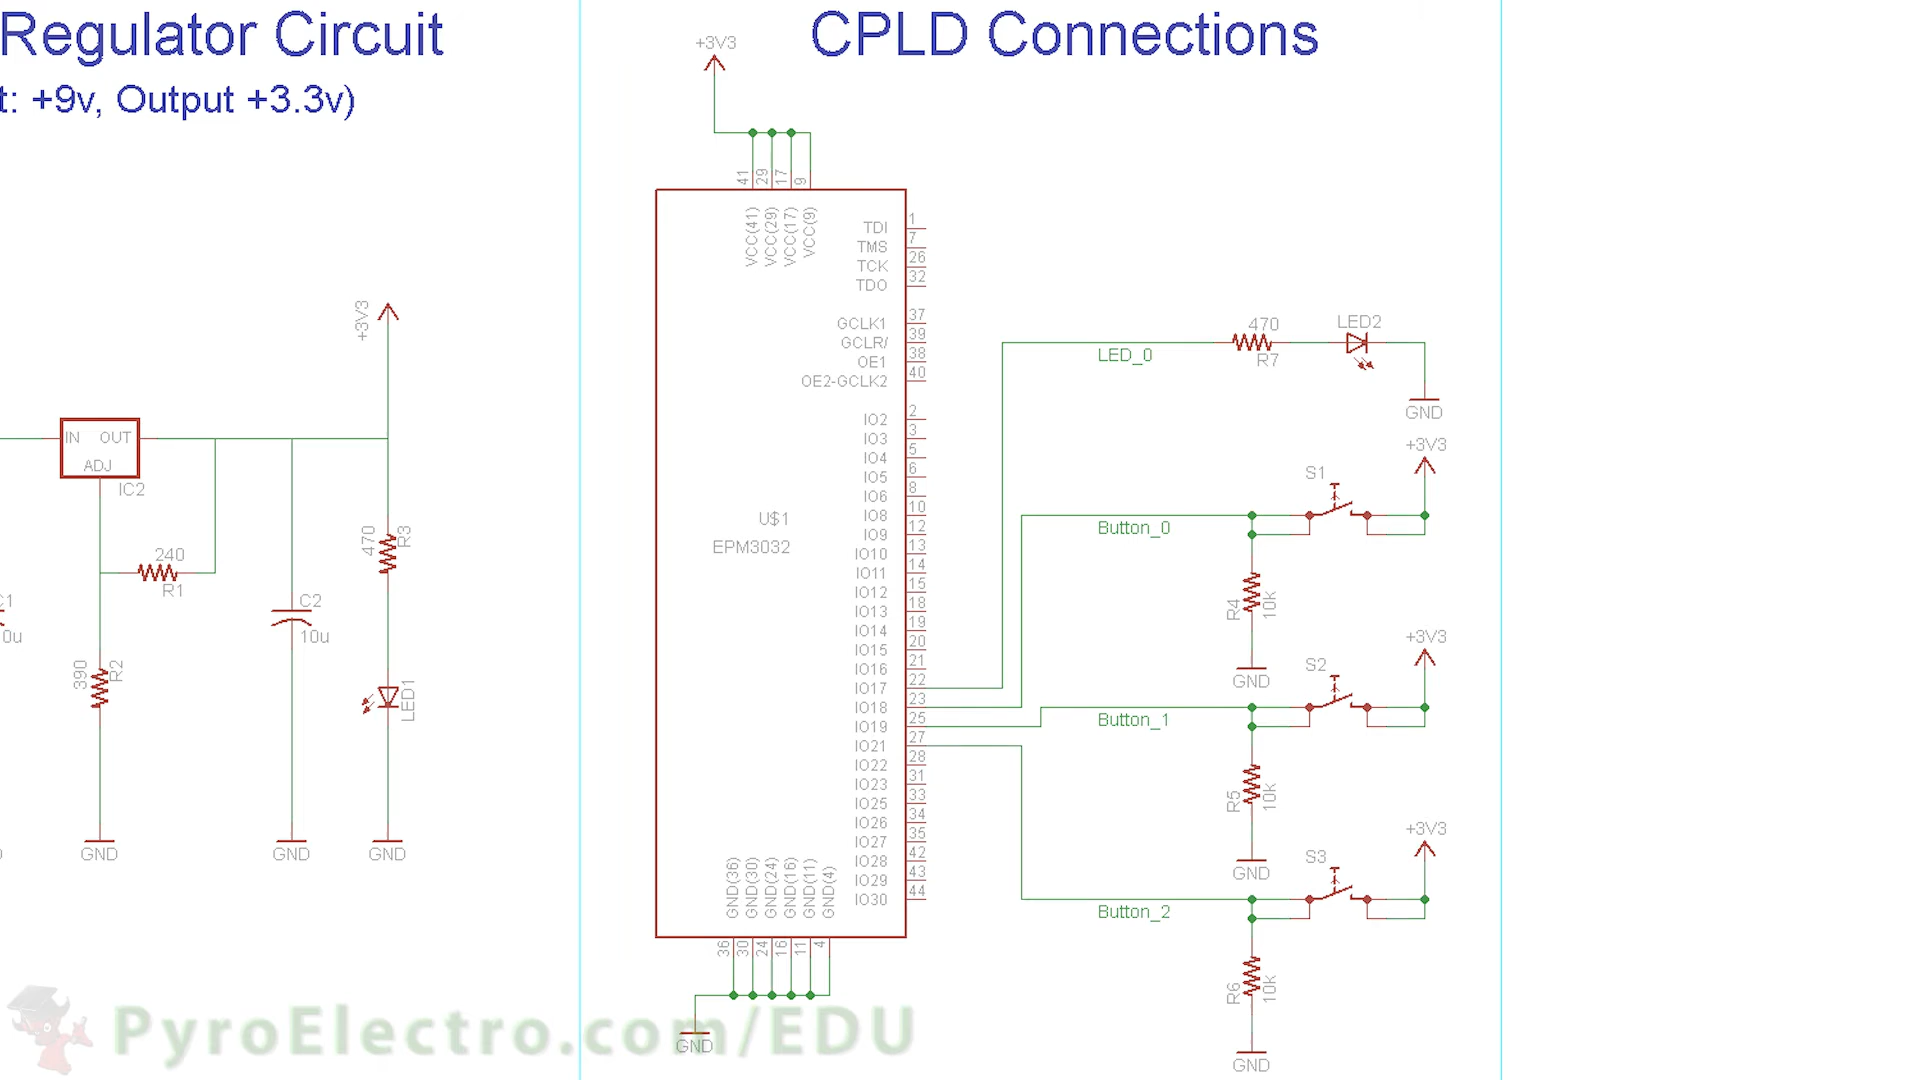 Regulator Circuit
t: +9v, Output +3.3v)
+3V3
IN OUT
ADJ
IC2
240
R1
390
R2
C1
0u
C2
10u
470
R3
LED1
GND
GND
GND
CPLD Connections
+3V3
41
29
17
9
VCC(41)
VCC(29)
VCC(17)
VCC(9)
TDI 1
TMS 7
TCK 26
TDO 32
GCLK1 37
GCLR/ 39
OE1 38
OE2-GCLK2 40
IO2 2
IO3 3
IO4 5
IO5 6
IO6 8
IO8 10
IO9 12
IO10 13
IO11 14
IO12 15
IO13 18
IO14 19
IO15 20
IO16 21
IO17 22
IO18 23
IO19 25
IO21 27
IO22 28
IO23 31
IO25 33
IO26 34
IO27 35
IO28 42
IO29 43
IO30 44
U$1
EPM3032
GND(36)
GND(30)
GND(24)
GND(16)
GND(11)
GND(4)
36
30
24
16
11
4
GND
LED_0
470
R7
LED2
GND
+3V3
S1
Button_0
R4
10k
GND
+3V3
S2
Button_1
R5
10k
GND
+3V3
S3
Button_2
R6
10k
GND
PyroElectro.com/EDU